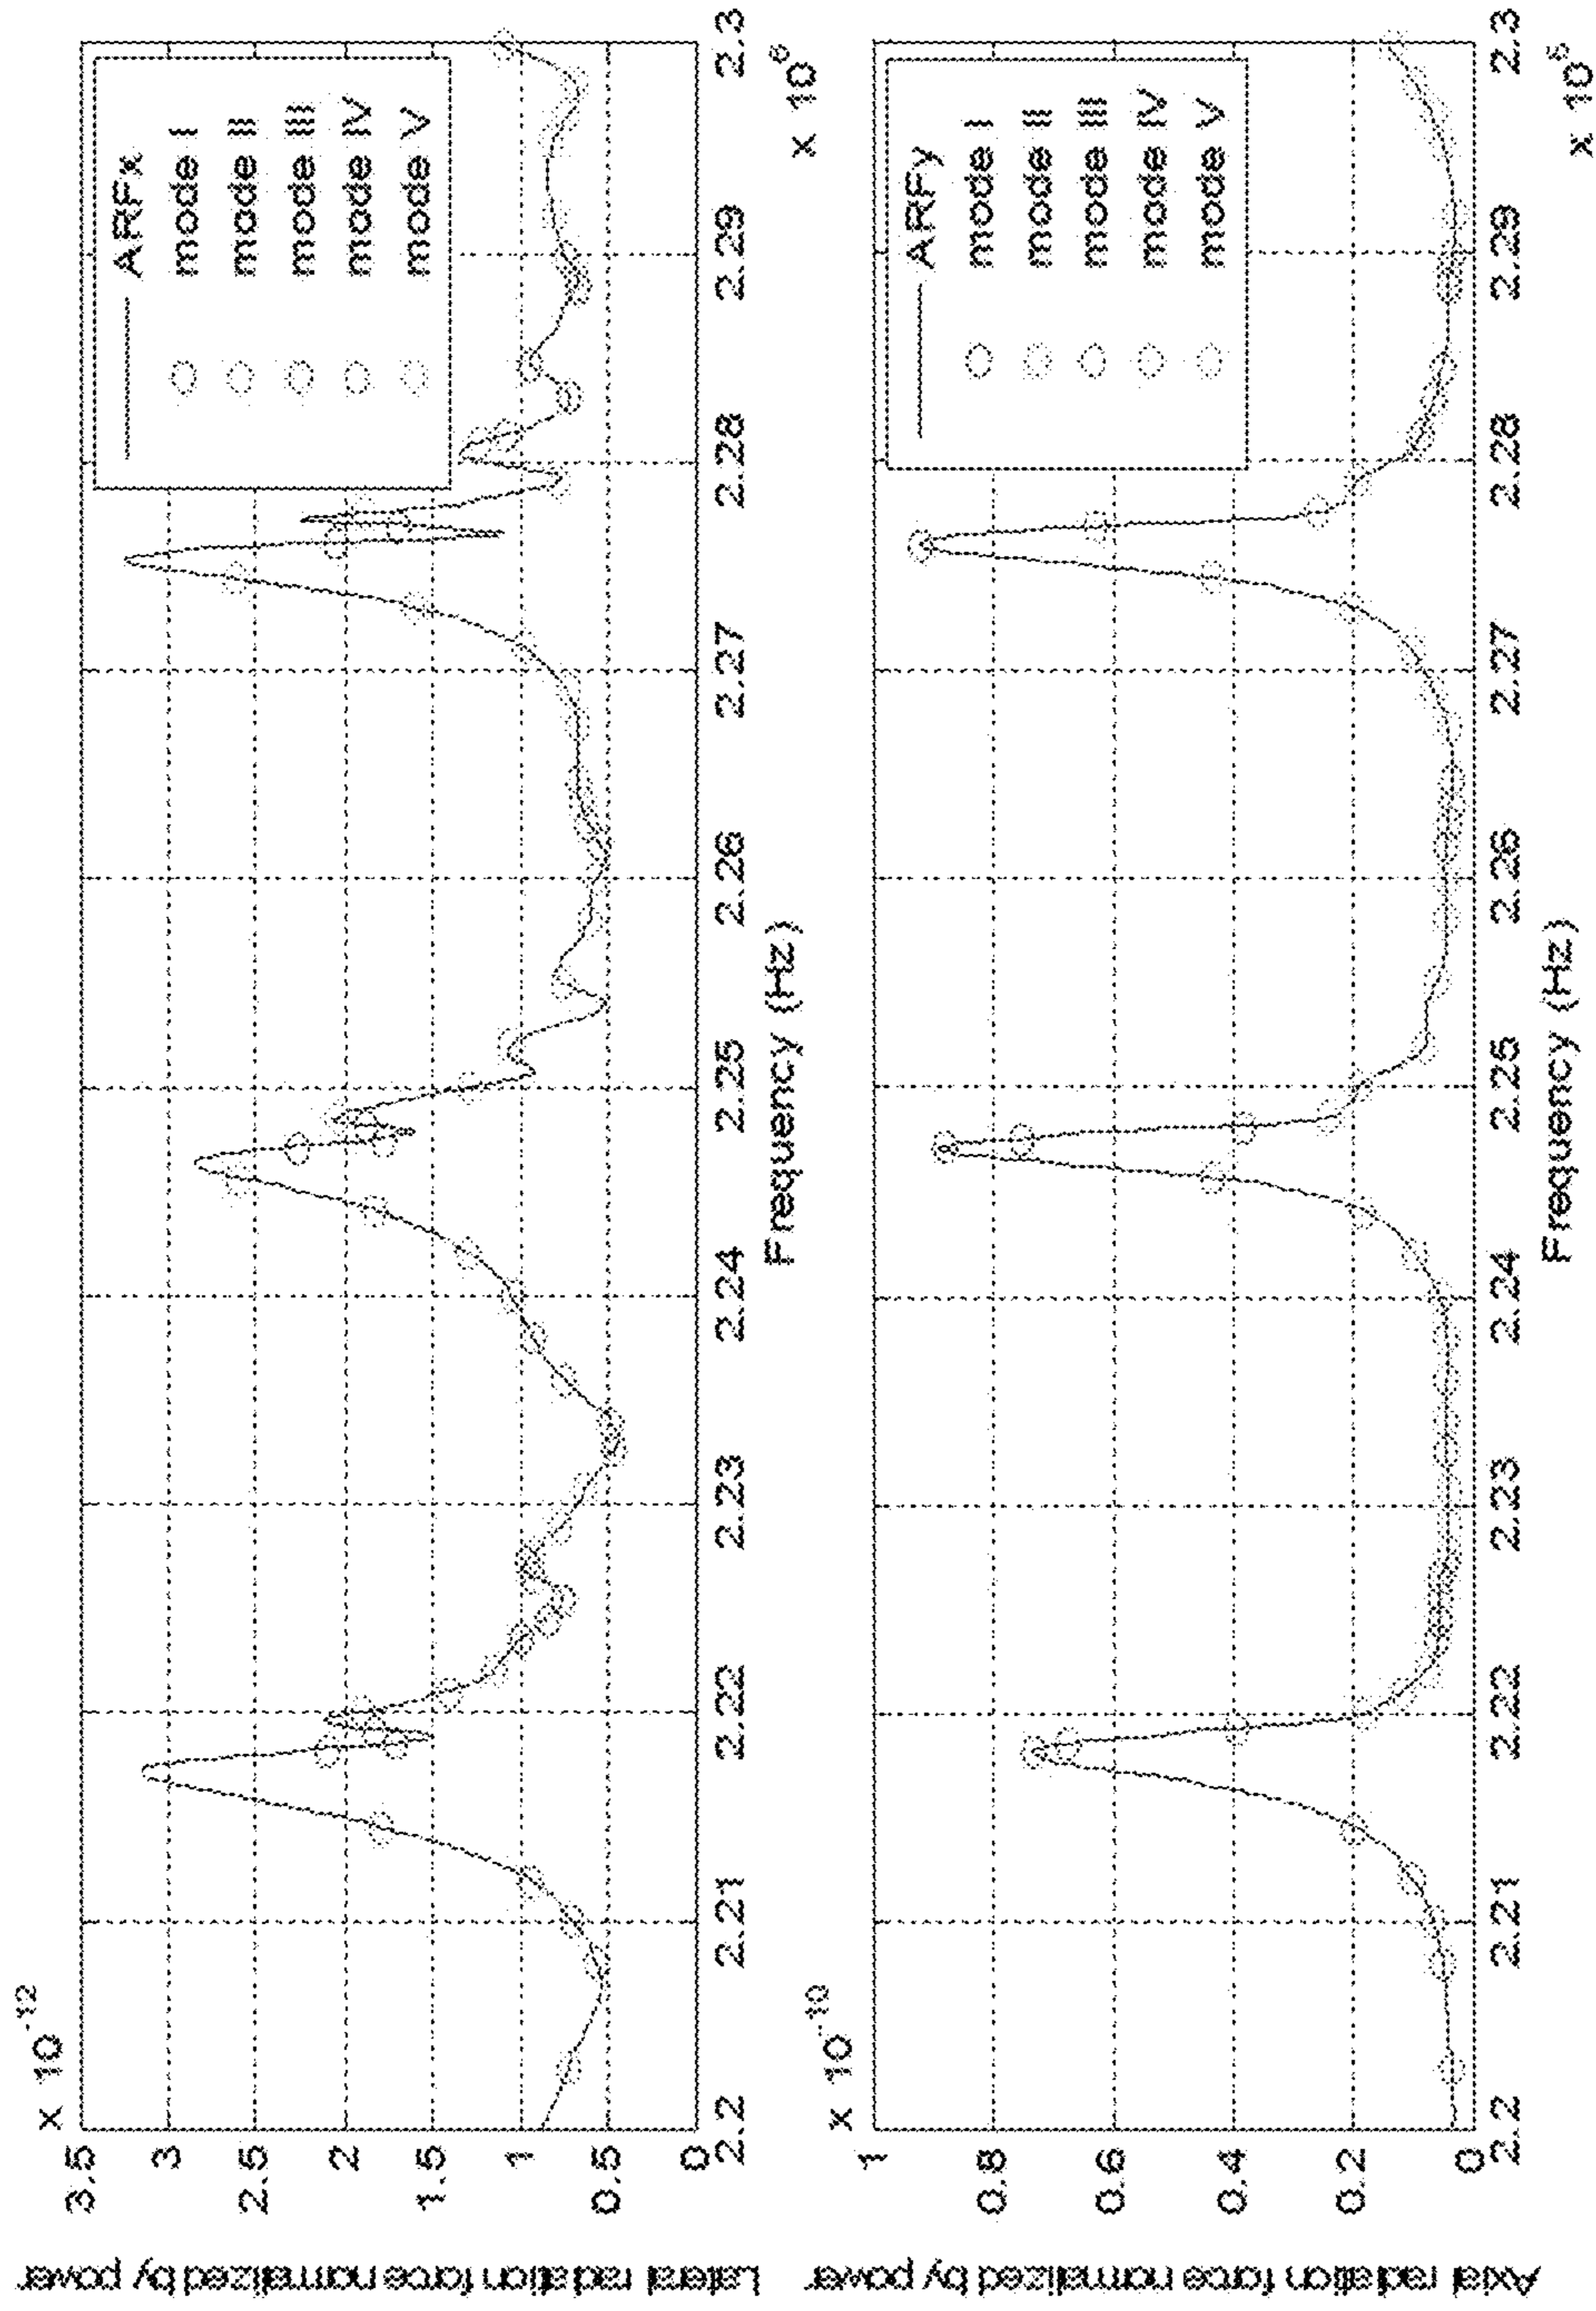 x 10^-12
Lateral radiation force normalized by power
3.5
3
2.5
2
1.5
1
0.5
0
ARFx
mode I
mode II
mode III
mode IV
mode V
2.2
2.21
2.22
2.23
2.24
2.25
2.26
2.27
2.28
2.29
2.3
Frequency (Hz)
x 10^6
x 10^-10
Axial radiation force normalized by power
1
0.8
0.6
0.4
0.2
0
ARFy
mode I
mode II
mode III
mode IV
mode V
2.2
2.21
2.22
2.23
2.24
2.25
2.26
2.27
2.28
2.29
2.3
Frequency (Hz)